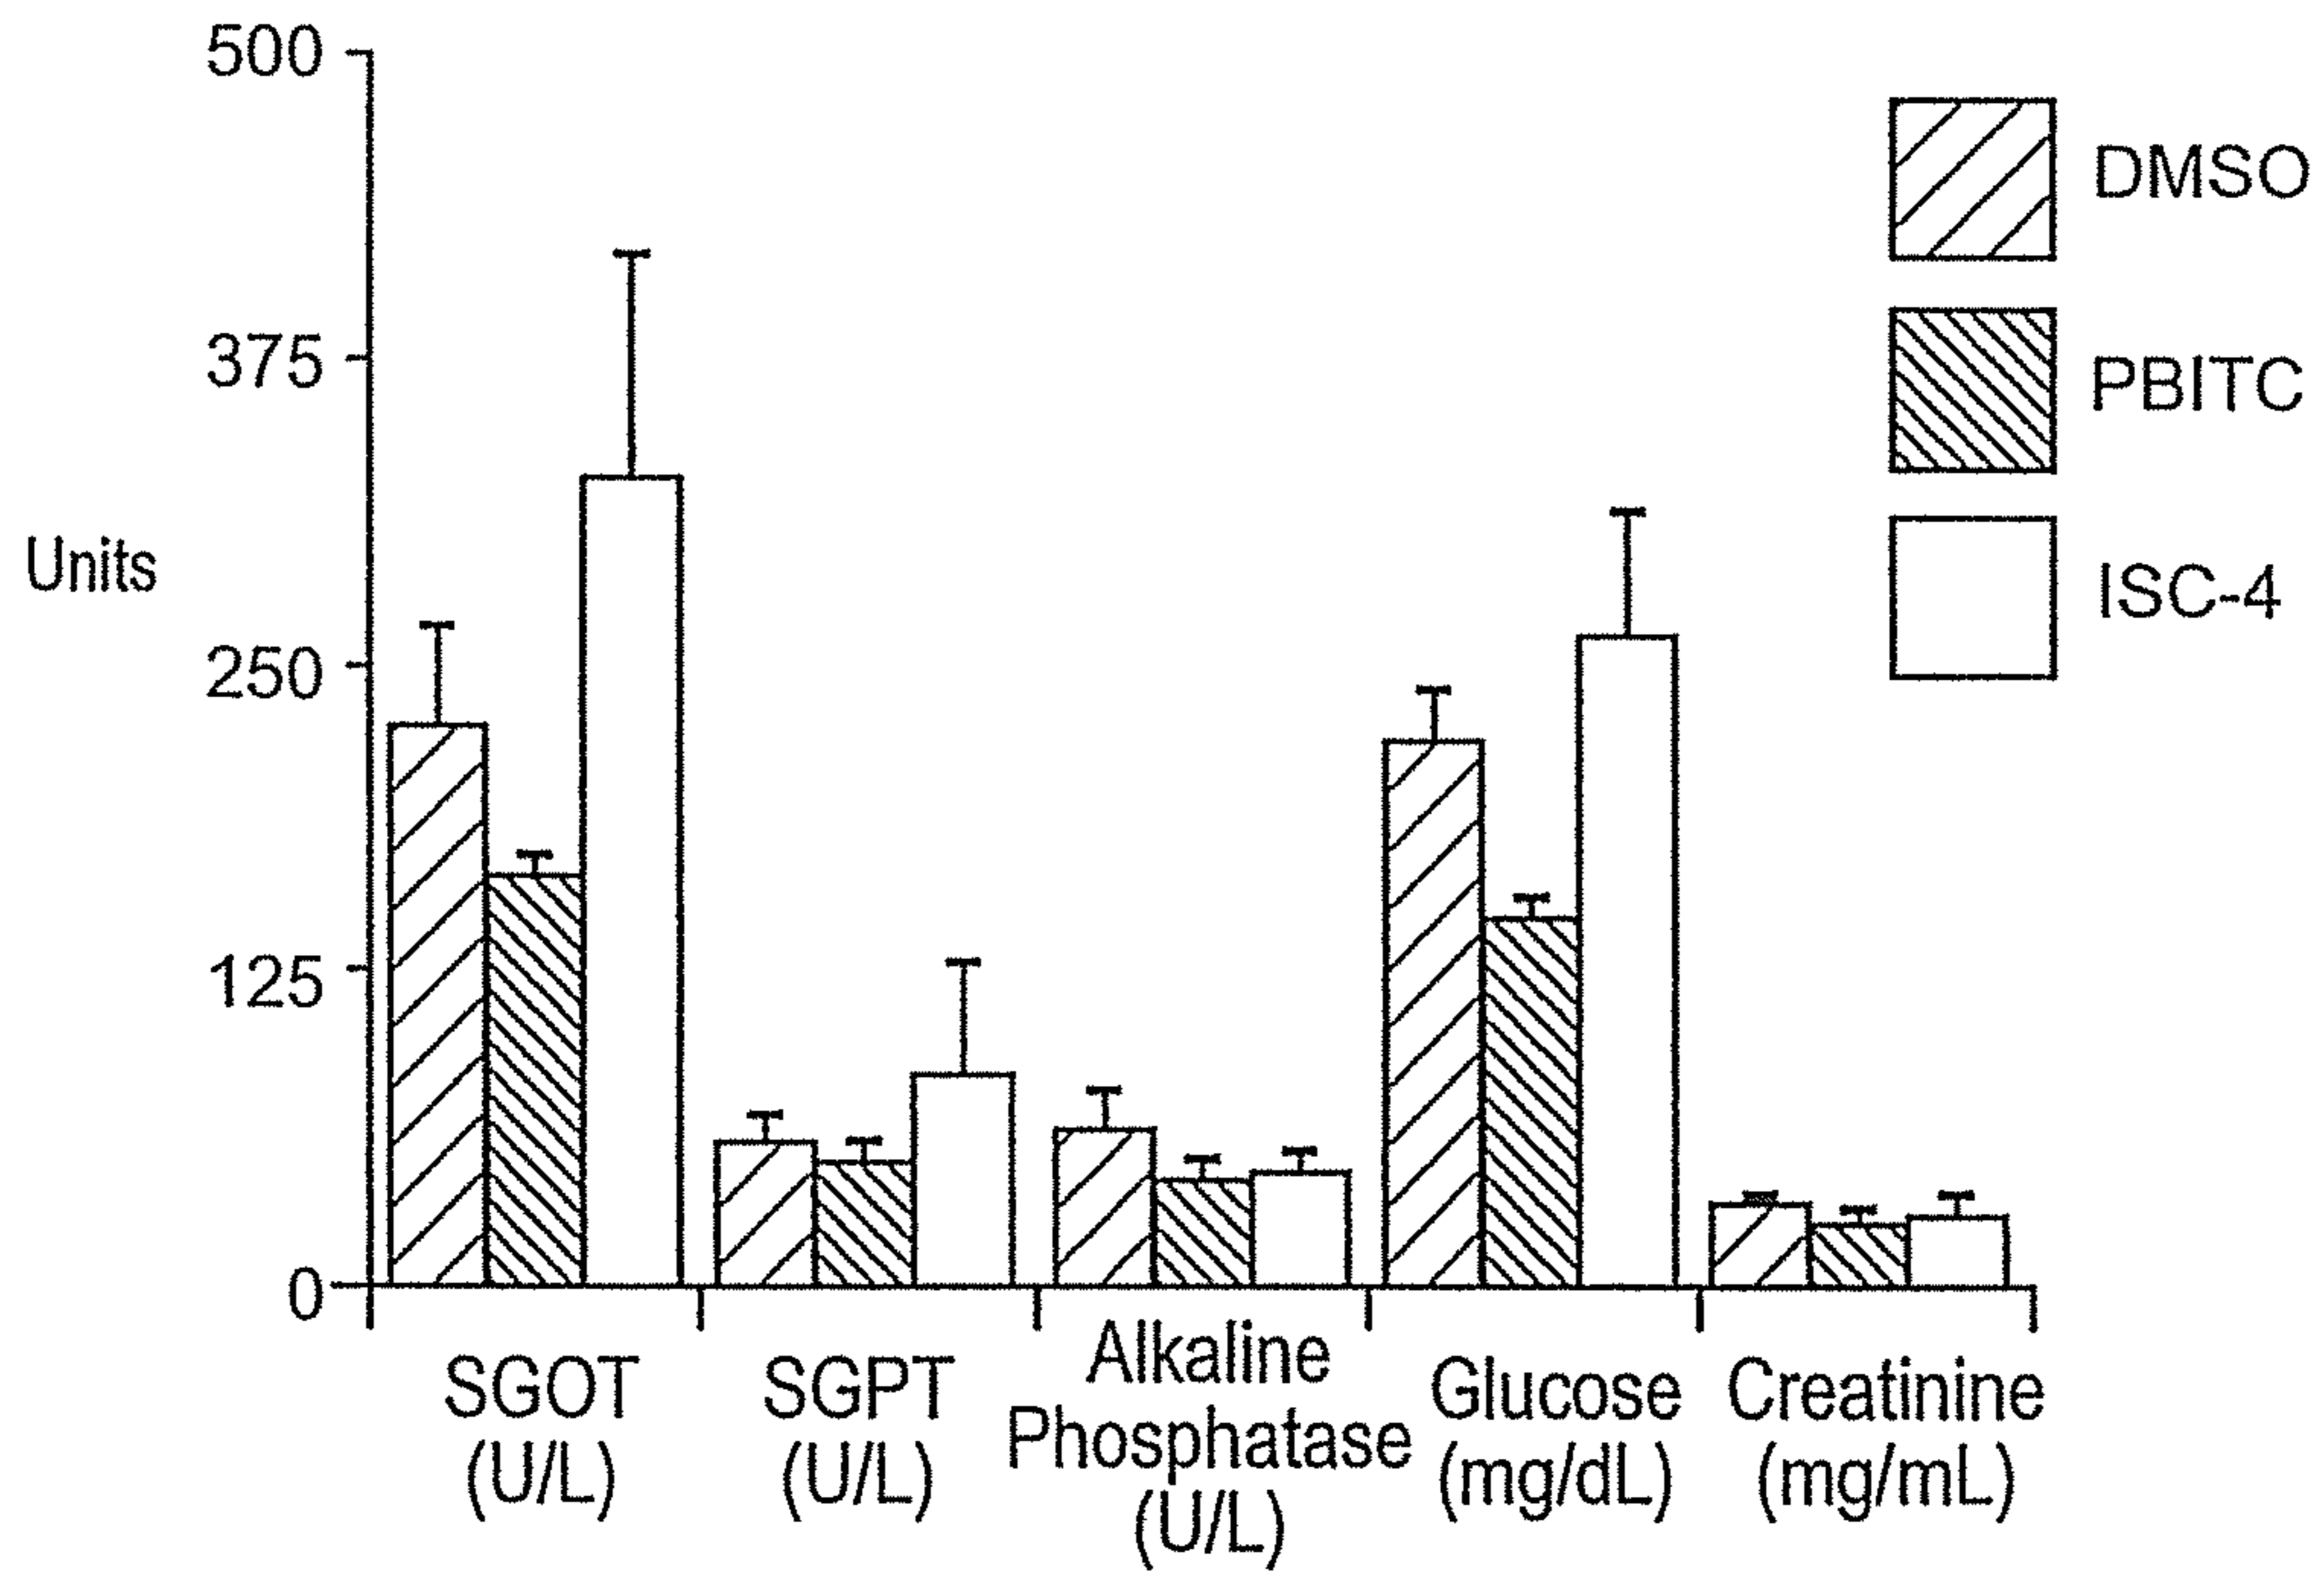 500
375
250
125
0
Units
DMSO
PBITC
ISC-4
SGOT
(U/L)
SGPT
(U/L)
Alkaline
Phosphatase
(U/L)
Glucose
(mg/dL)
Creatinine
(mg/mL)